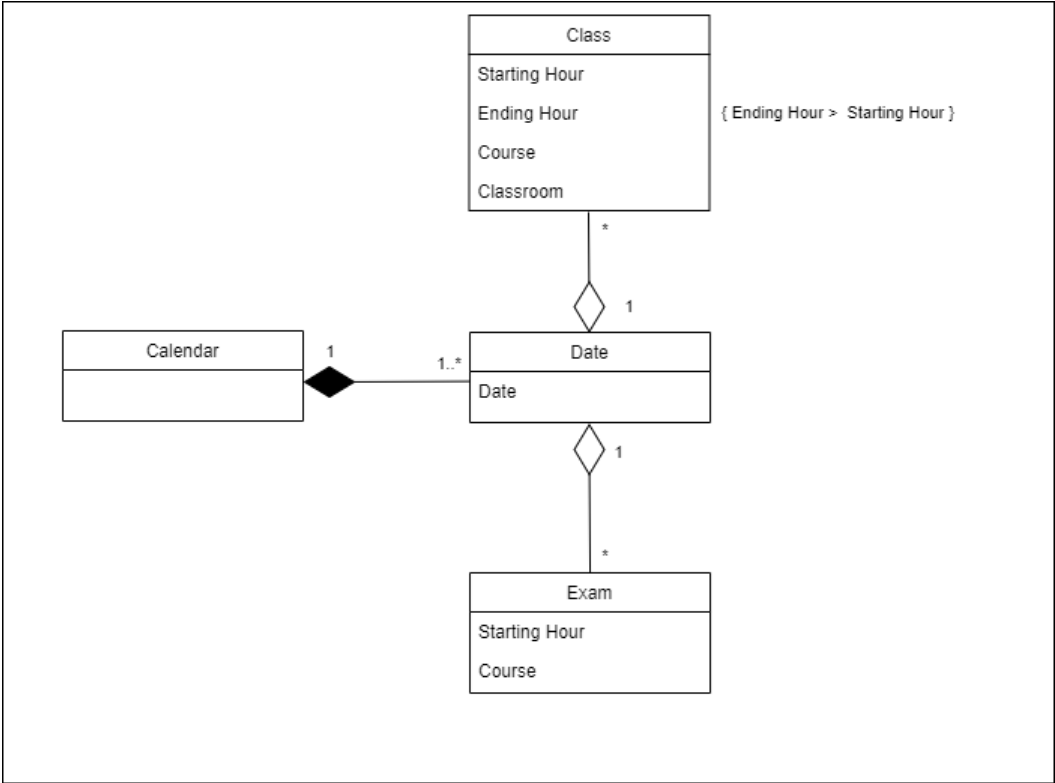 Class
Starting Hour
Ending Hour
{ Ending Hour > Starting Hour }
Course
Classroom
*
1
Calendar
1
1..*
Date
Date
1
*
Exam
Starting Hour
Course